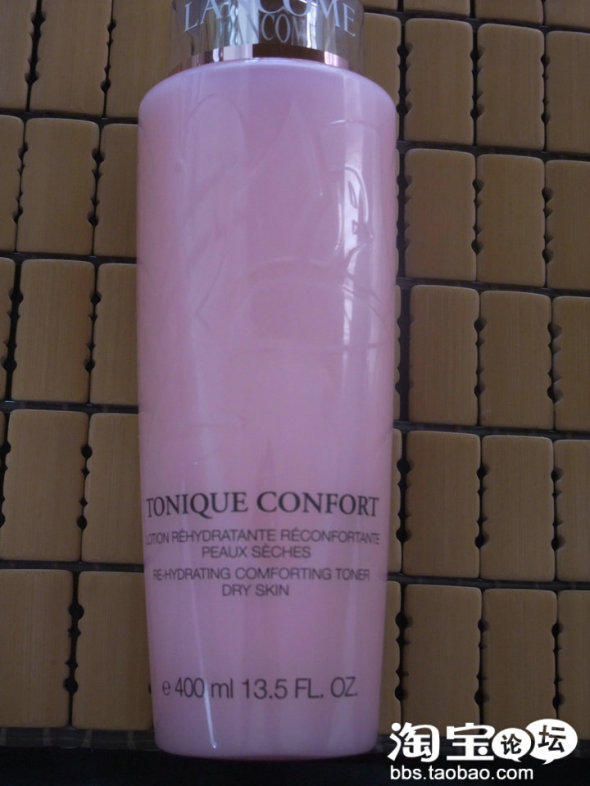 LANCOME
TONIQUE CONFORT
LOTION RÉHYDRATANTE RÉCONFORTANTE
PEAUX SÈCHES
RE-HYDRATING COMFORTING TONER
DRY SKIN
e 400 ml 13.5 FL. OZ.
淘宝论坛
bbs.taobao.com